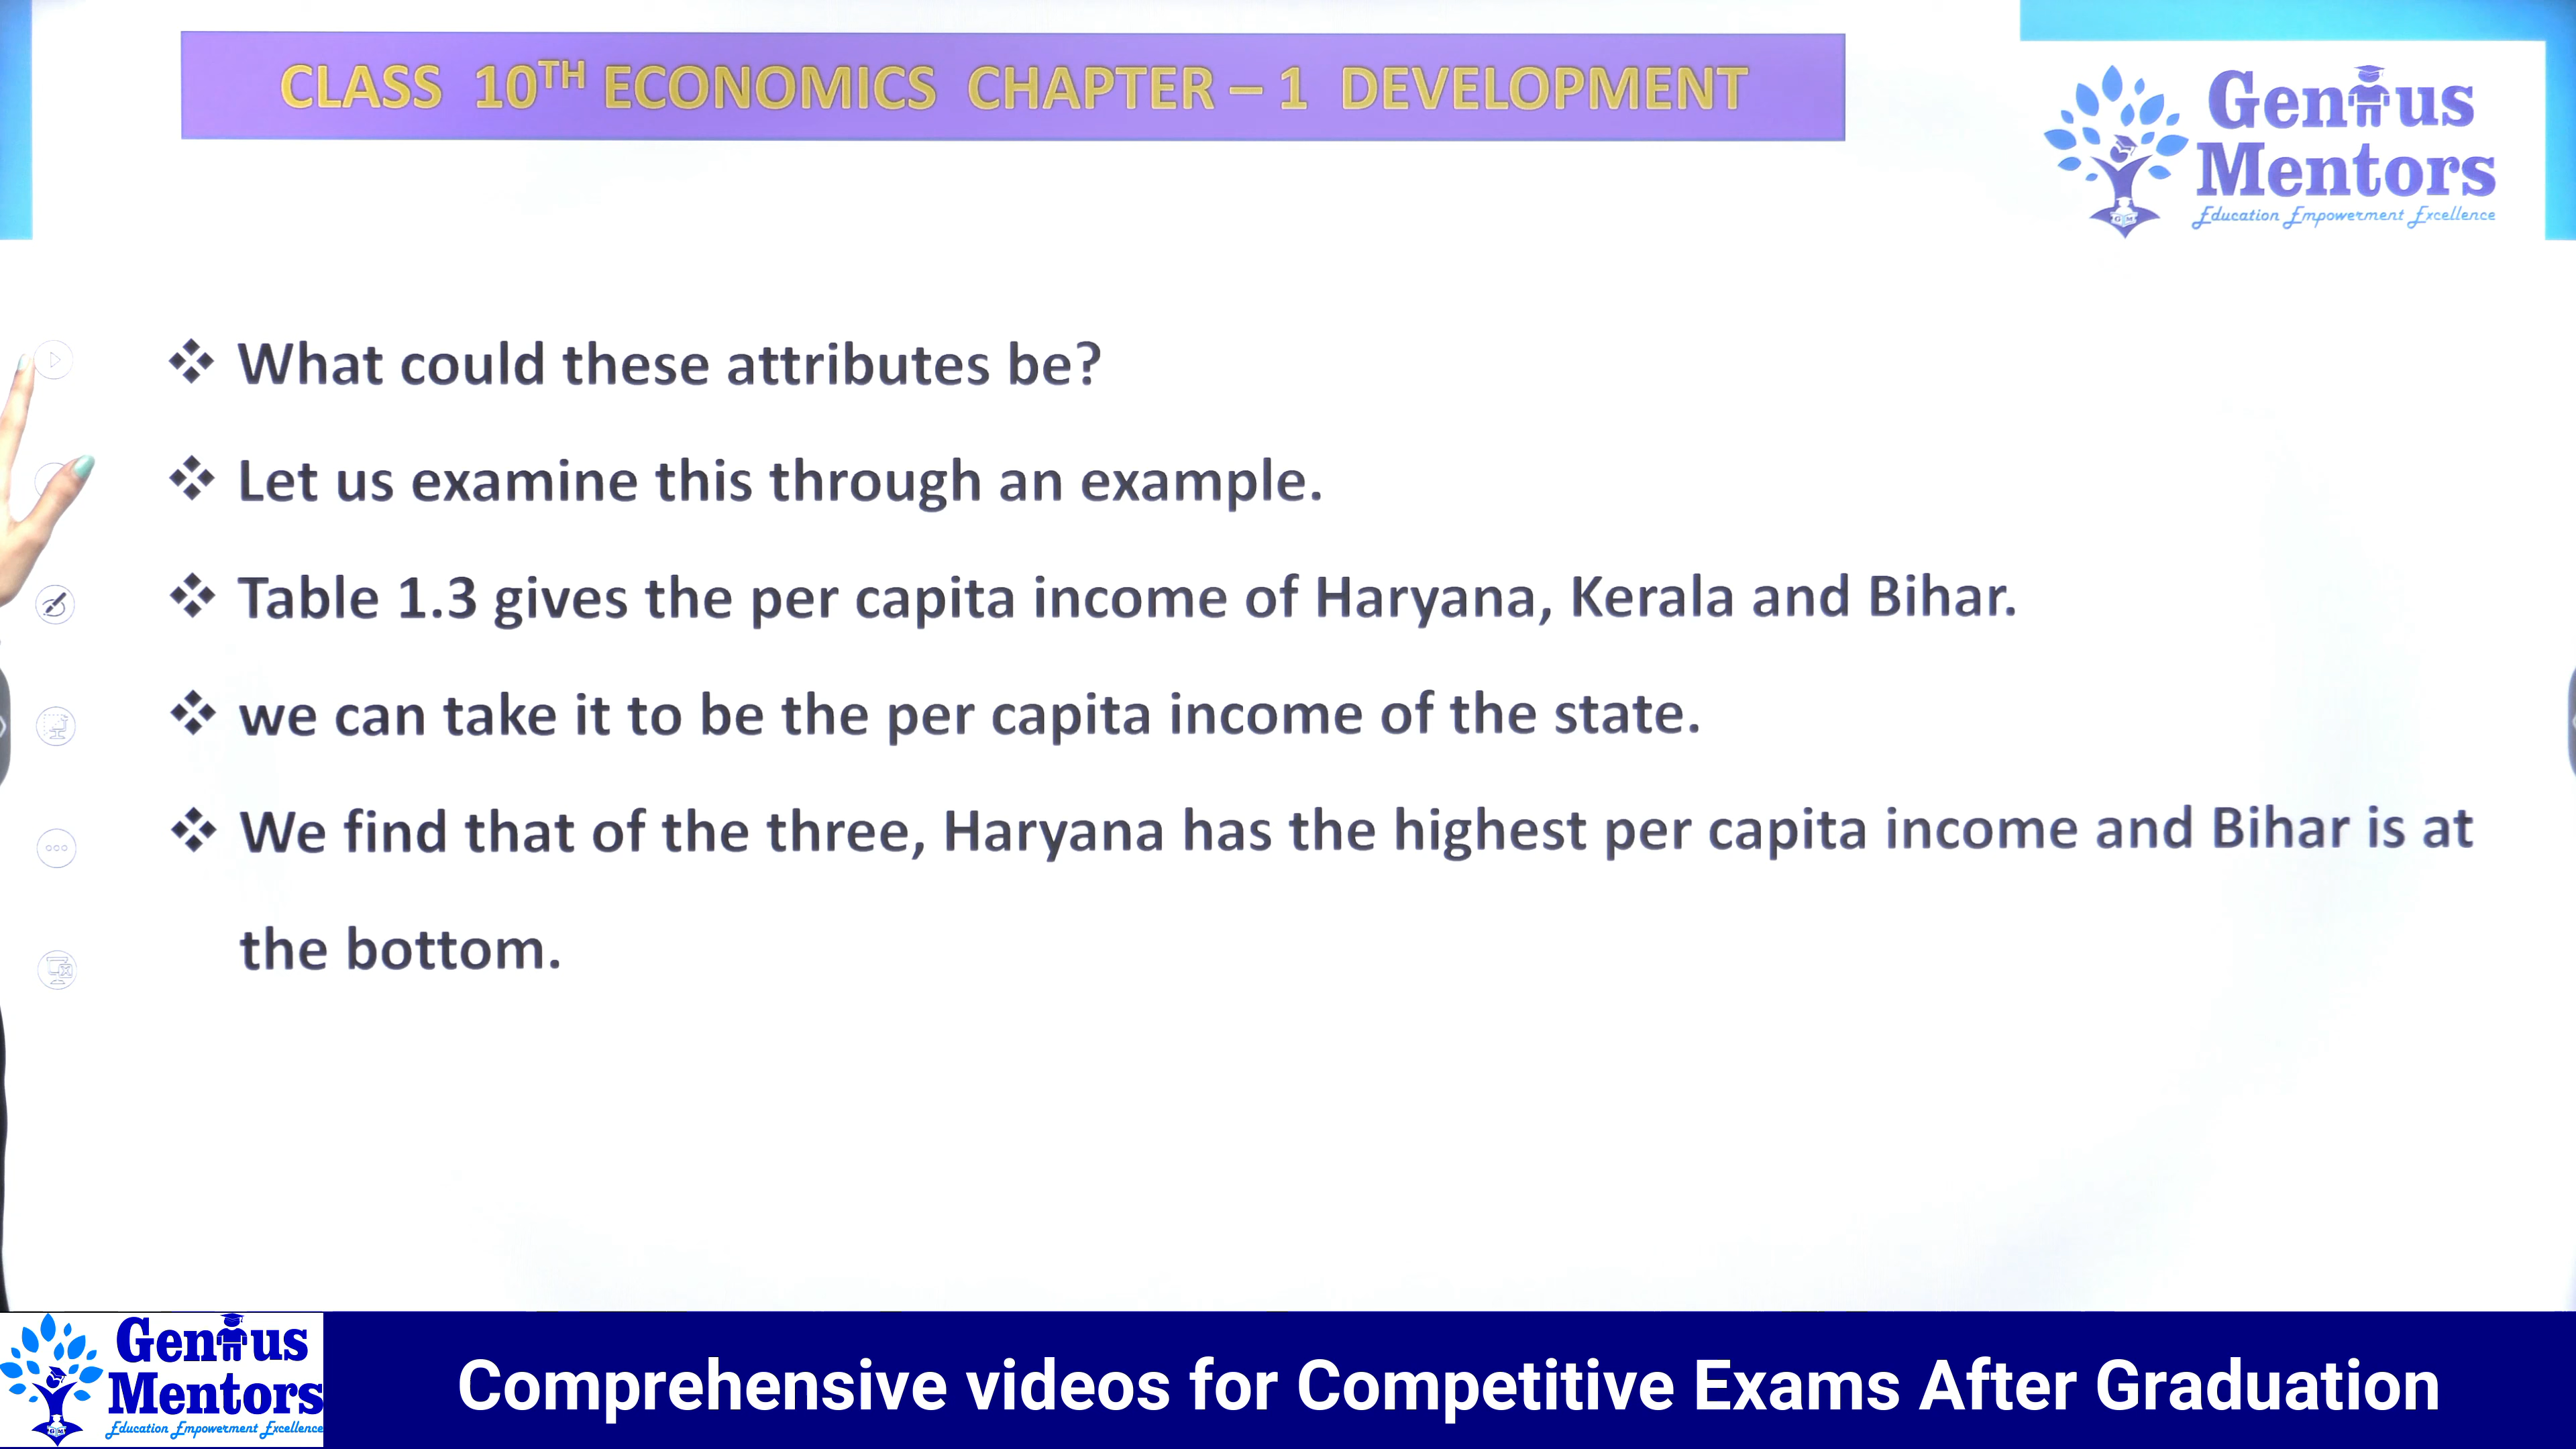 CLASS 10TH ECONOMICS CHAPTER – 1 DEVELOPMENT
Genius
Mentors
Education Empowerment Excellence
❖ What could these attributes be?
❖ Let us examine this through an example.
❖ Table 1.3 gives the per capita income of Haryana, Kerala and Bihar.
❖ we can take it to be the per capita income of the state.
❖ We find that of the three, Haryana has the highest per capita income and Bihar is at
the bottom.
Genius
Mentors
Education Empowerment Excellence
Comprehensive videos for Competitive Exams After Graduation